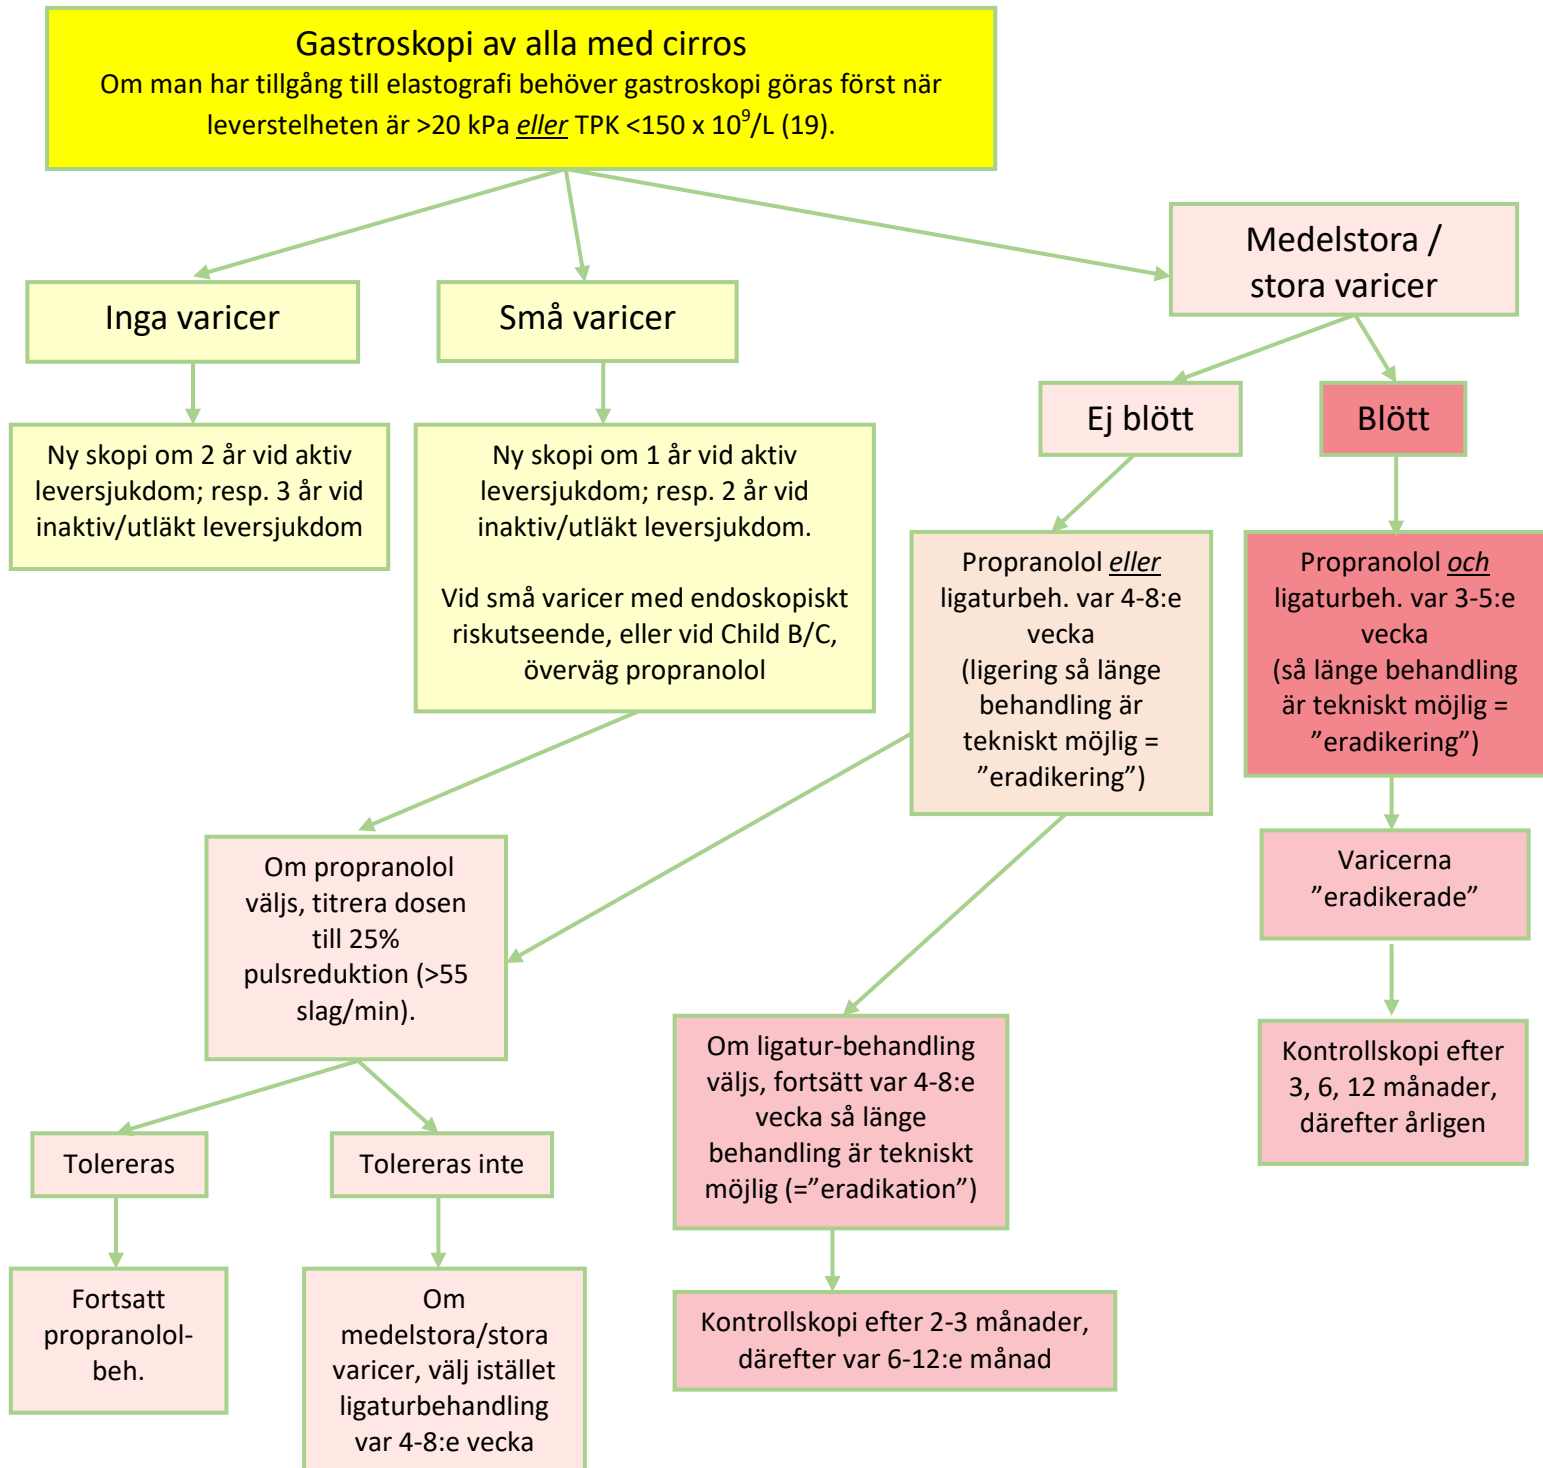 Gastroskopi av alla med cirros
Om man har tillgång till elastografi behöver gastroskopi göras först när
leverstelheten är >20 kPa eller TPK <150 x 10⁹/L (19).
Medelstora /
stora varicer
Inga varicer
Små varicer
Ej blött
Blött
Ny skopi om 2 år vid aktiv
leversjukdom; resp. 3 år vid
inaktiv/utläkt leversjukdom
Ny skopi om 1 år vid aktiv
leversjukdom; resp. 2 år vid
inaktiv/utläkt leversjukdom.
Vid små varicer med endoskopiskt
riskutseende, eller vid Child B/C,
överväg propranolol
Propranolol eller
ligaturbeh. var 4-8:e
vecka
(ligering så länge
behandling är
tekniskt möjlig =
”eradikering”)
Propranolol och
ligaturbeh. var 3-5:e
vecka
(så länge behandling
är tekniskt möjlig =
”eradikering”)
Om propranolol
väljs, titrera dosen
till 25%
pulsreduktion (>55
slag/min).
Varicerna
”eradikerade”
Om ligatur-behandling
väljs, fortsätt var 4-8:e
vecka så länge
behandling är tekniskt
möjlig (=”eradikation”)
Kontrollskopi efter
3, 6, 12 månader,
därefter årligen
Tolereras
Tolereras inte
Fortsatt
propranolol-
beh.
Om
medelstora/stora
varicer, välj istället
ligaturbehandling
var 4-8:e vecka
Kontrollskopi efter 2-3 månader,
därefter var 6-12:e månad